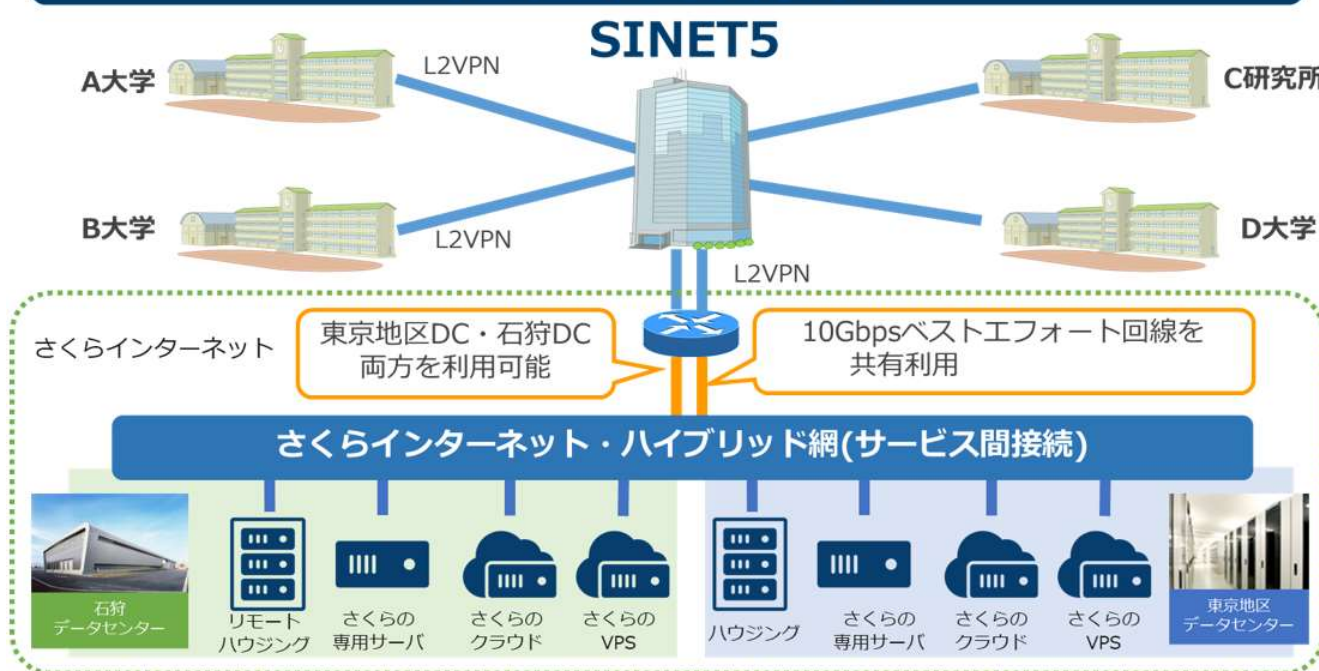 SINET5
A大学
L2VPN
C研究所
B大学
L2VPN
D大学
L2VPN
さくらインターネット
東京地区DC・石狩DC
両方を利用可能
10Gbpsベストエフォート回線を
共有利用
さくらインターネット・ハイブリッド網(サービス間接続)
石狩
データセンター
リモート
ハウジング
さくらの
専用サーバ
さくらの
クラウド
さくらの
VPS
ハウジング
さくらの
専用サーバ
さくらの
クラウド
さくらの
VPS
東京地区
データセンター